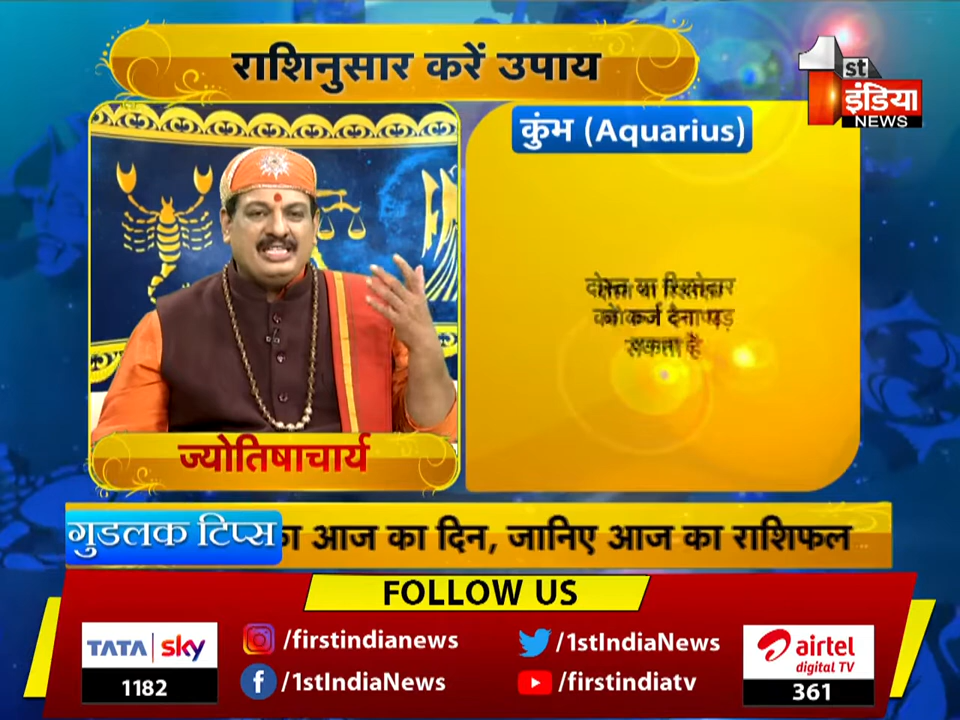 राशिनुसार करें उपाय
1st
इंडिया
NEWS
कुंभ (Aquarius)
को कर्ज देना पड़
सकता है
ज्योतिषाचार्य
गुडलक टिप्स
का आज का दिन, जानिए आज का राशिफल
FOLLOW US
TATA sky
1182
/firstindianews
/1stIndiaNews
/1stIndiaNews
/firstindiatv
airtel
digital TV
361